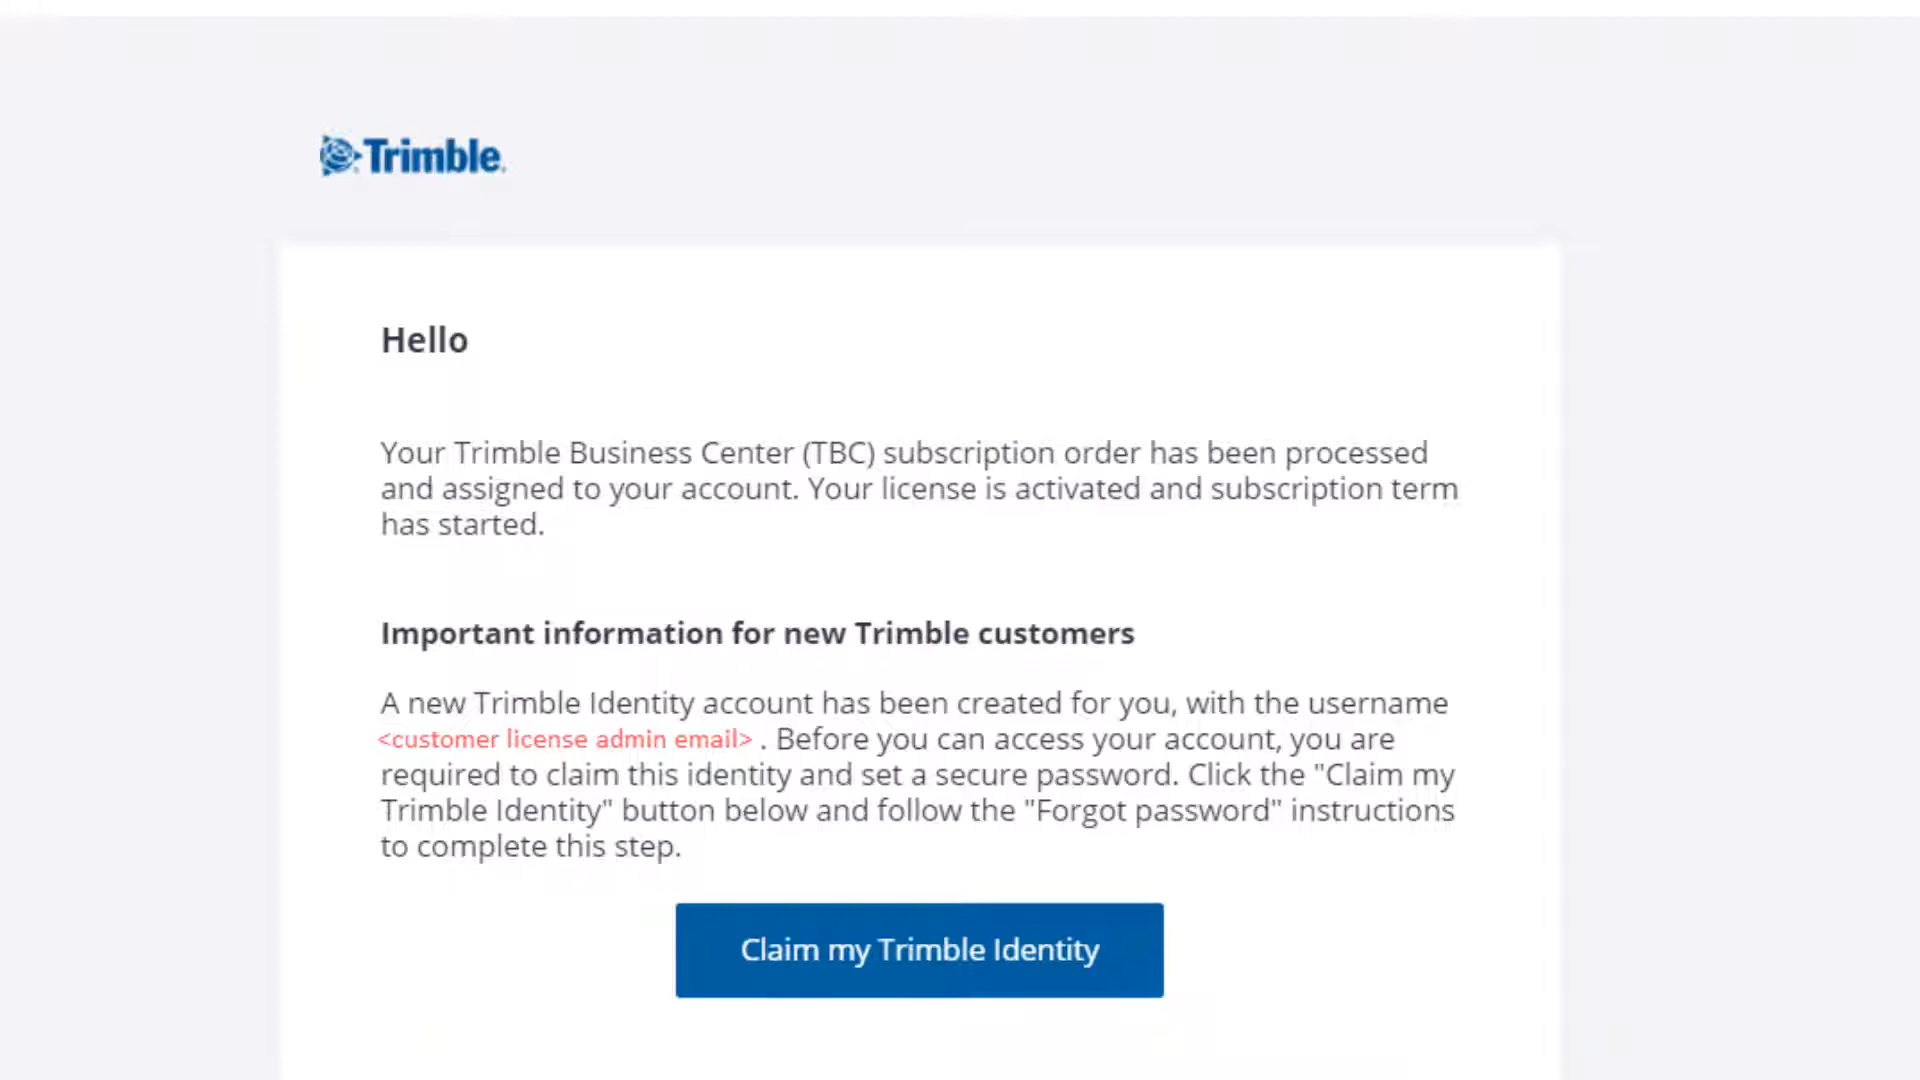 Trimble
Hello
Your Trimble Business Center (TBC) subscription order has been processed
and assigned to your account. Your license is activated and subscription term
has started.
Important information for new Trimble customers
A new Trimble Identity account has been created for you, with the username
<customer license admin email> . Before you can access your account, you are
required to claim this identity and set a secure password. Click the "Claim my
Trimble Identity" button below and follow the "Forgot password" instructions
to complete this step.
Claim my Trimble Identity